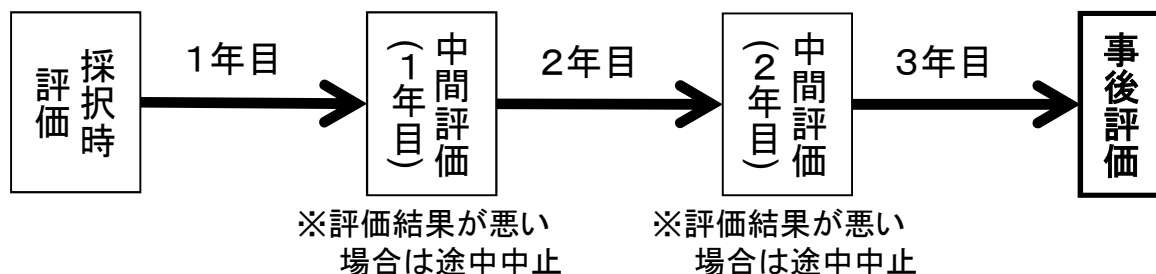 採択時
評価
１年目
中間評価
（１年目）
２年目
中間評価
（２年目）
３年目
事後評価
※評価結果が悪い
場合は途中中止
※評価結果が悪い
場合は途中中止